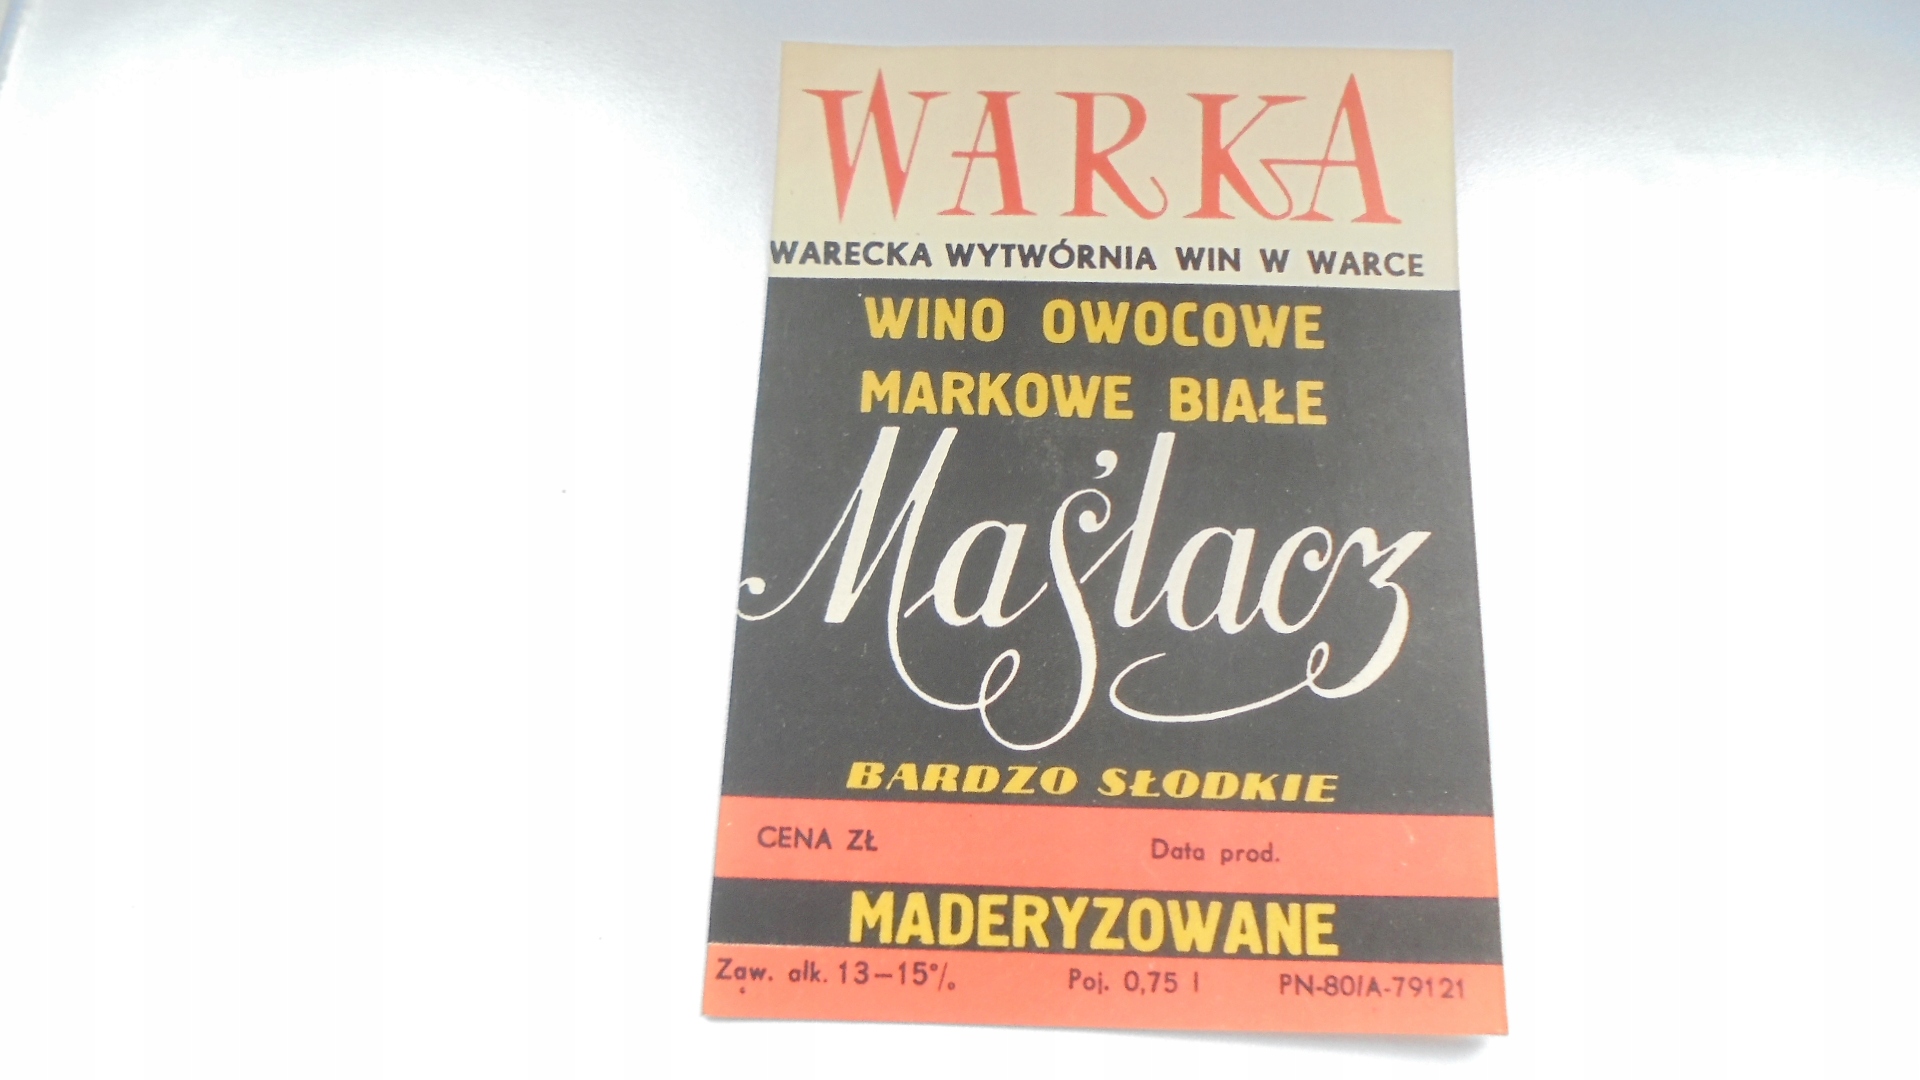 WARKA
WARECKA WYTWÓRNIA WIN W WARCE
WINO OWOCOWE
MARKOWE BIAŁE
Maślacz
BARDZO SŁODKIE
CENA ZŁ Data prod.
MADERYZOWANE
Zaw. alk. 13–15% Poj. 0,75 l PN-80/A-79121